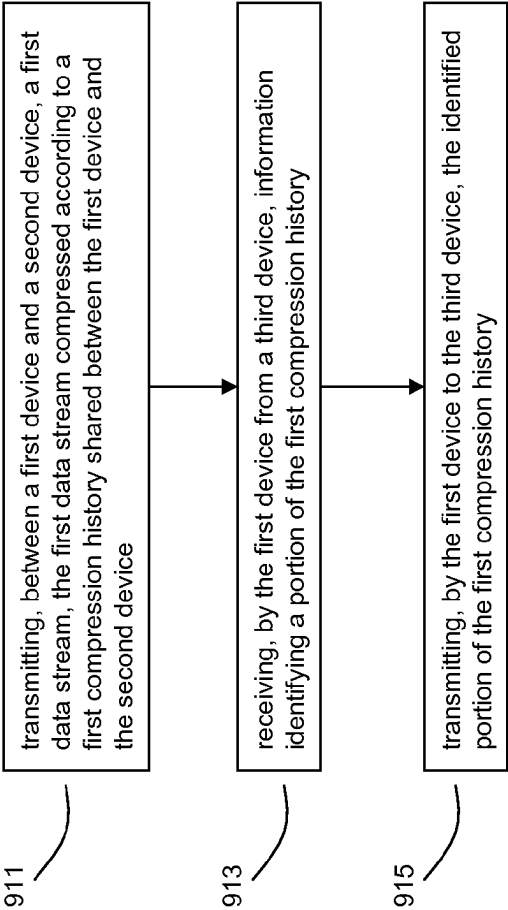 911
transmitting, between a first device and a second device, a first
data stream, the first data stream compressed according to a
first compression history shared between the first device and
the second device
913
receiving, by the first device from a third device, information
identifying a portion of the first compression history
915
transmitting, by the first device to the third device, the identified
portion of the first compression history